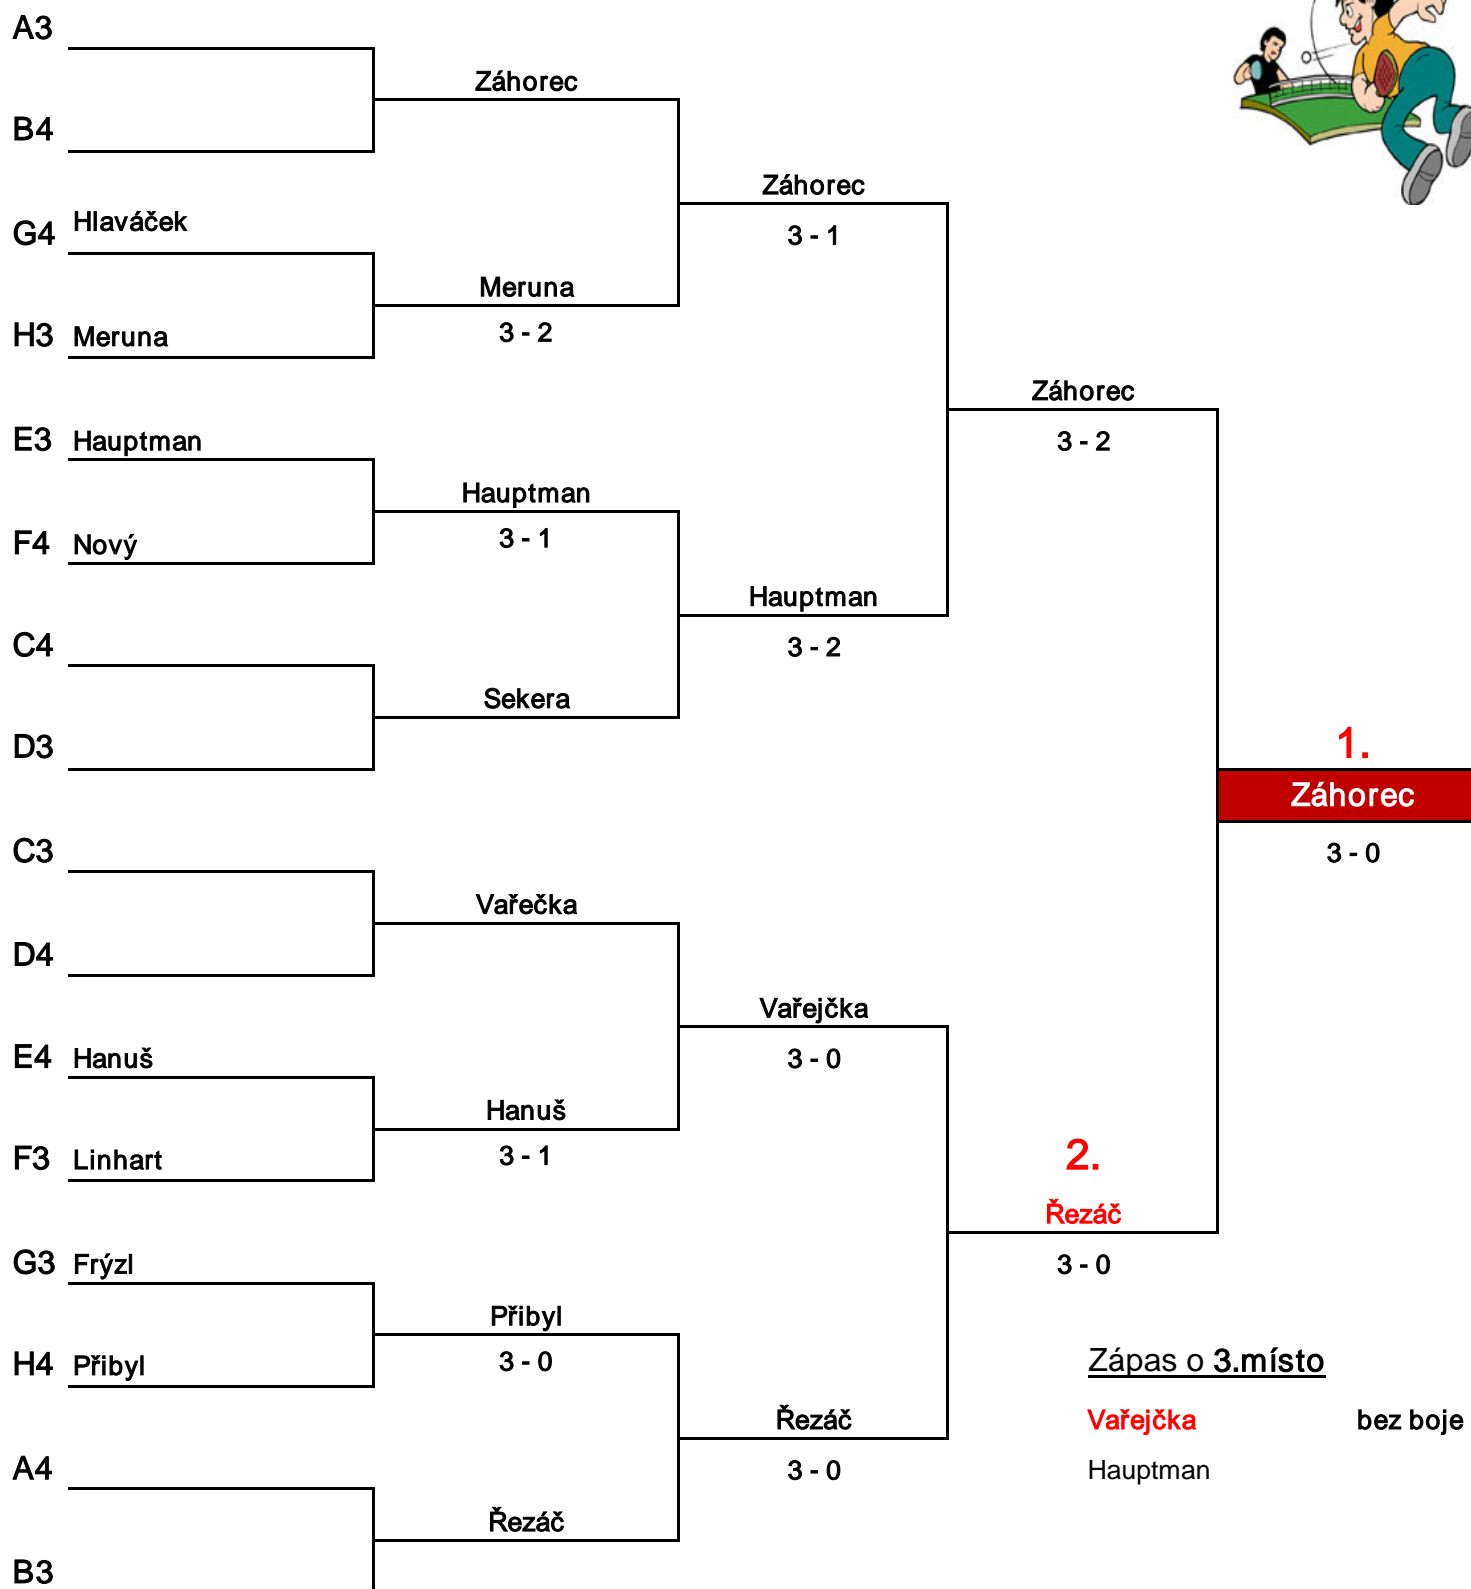 A3
Záhorec
B4
Záhorec
G4 Hlaváček
3 - 1
Meruna
H3 Meruna
3 - 2
Záhorec
E3 Hauptman
3 - 2
Hauptman
F4 Nový
3 - 1
Hauptman
C4
3 - 2
Sekera
D3
1.
Záhorec
C3
3 - 0
Vařečka
D4
Vařejčka
E4 Hanuš
3 - 0
Hanuš
F3 Linhart
3 - 1
2.
Řezáč
G3 Frýzl
3 - 0
Přibyl
H4 Přibyl
3 - 0
Zápas o 3.místo
Řezáč
Vařejčka bez boje
A4
3 - 0
Hauptman
Řezáč
B3